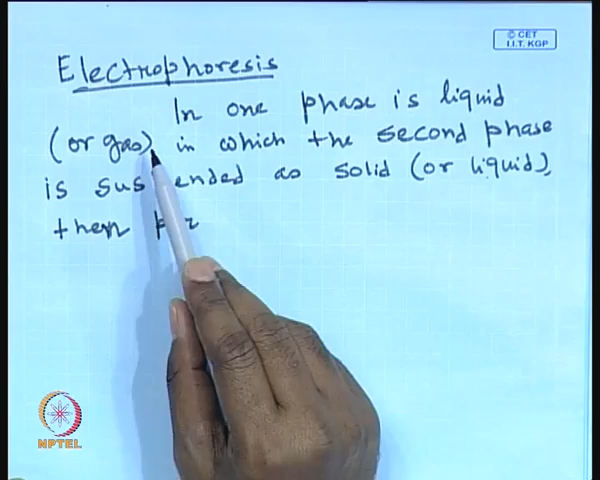 © CET
I.I.T. KGP
Electrophoresis
In one phase is liquid
(or gas) in which the second phase
is suspended as solid (or liquid),
then
NPTEL